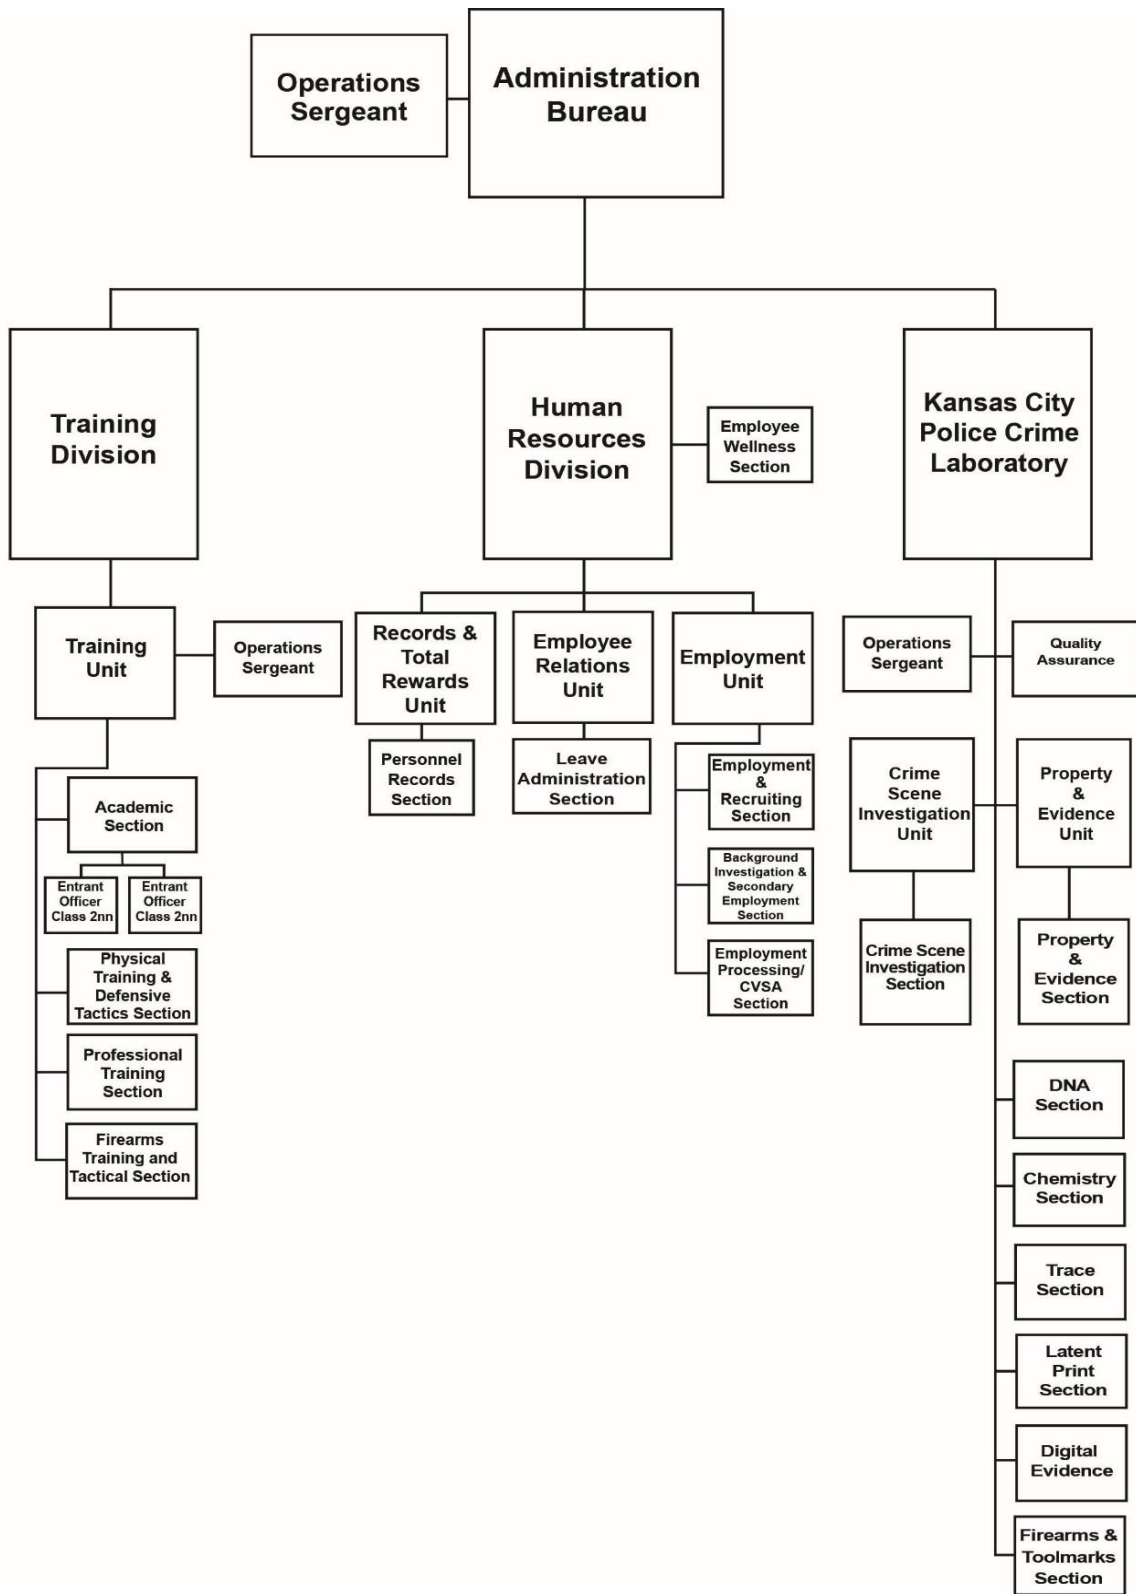 Operations
Sergeant
Administration
Bureau
Training
Division
Human
Resources
Division
Employee
Wellness
Section
Kansas City
Police Crime
Laboratory
Training
Unit
Operations
Sergeant
Records &
Total
Rewards
Unit
Employee
Relations
Unit
Employment
Unit
Operations
Sergeant
Quality
Assurance
Personnel
Records
Section
Leave
Administration
Section
Employment
&
Recruiting
Section
Background
Investigation &
Secondary
Employment
Section
Employment
Processing/
CVSA
Section
Crime
Scene
Investigation
Unit
Property
&
Evidence
Unit
Crime Scene
Investigation
Section
Property
&
Evidence
Section
Academic
Section
Entrant
Officer
Class 2nn
Entrant
Officer
Class 2nn
Physical
Training &
Defensive
Tactics Section
Professional
Training
Section
Firearms
Training and
Tactical Section
DNA
Section
Chemistry
Section
Trace
Section
Latent
Print
Section
Digital
Evidence
Firearms &
Toolmarks
Section